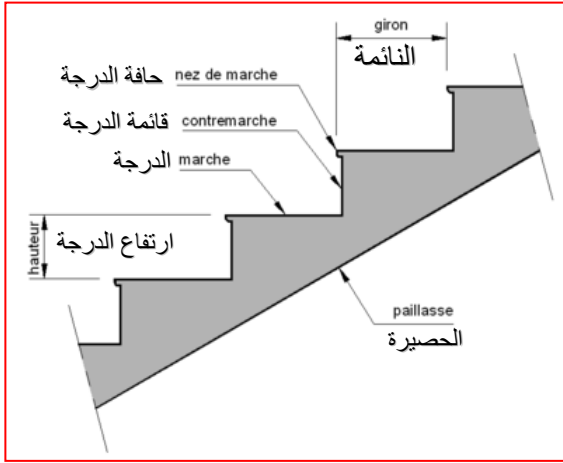 giron
النائمة
حافة الدرجة nez de marche
قائمة الدرجة contremarche
الدرجة marche
hauteur ارتفاع الدرجة
paillasse
الحصيرة